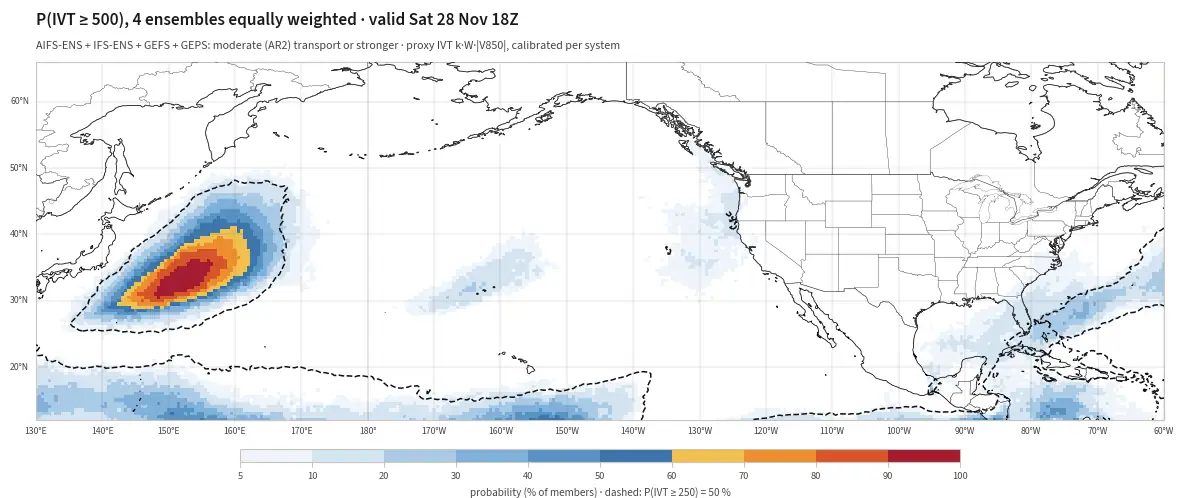 P(IVT ≥ 500), 4 ensembles equally weighted · valid Sat 28 Nov 18Z
AIFS-ENS + IFS-ENS + GEFS + GEPS: moderate (AR2) transport or stronger · proxy IVT k·W·|V850|, calibrated per system
60°N
50°N
40°N
30°N
20°N
130°E 140°E 150°E 160°E 170°E 180° 170°W 160°W 150°W 140°W 130°W 120°W 110°W 100°W 90°W 80°W 70°W 60°W
5 10 20 30 40 50 60 70 80 90 100
probability (% of members) · dashed: P(IVT ≥ 250) = 50 %